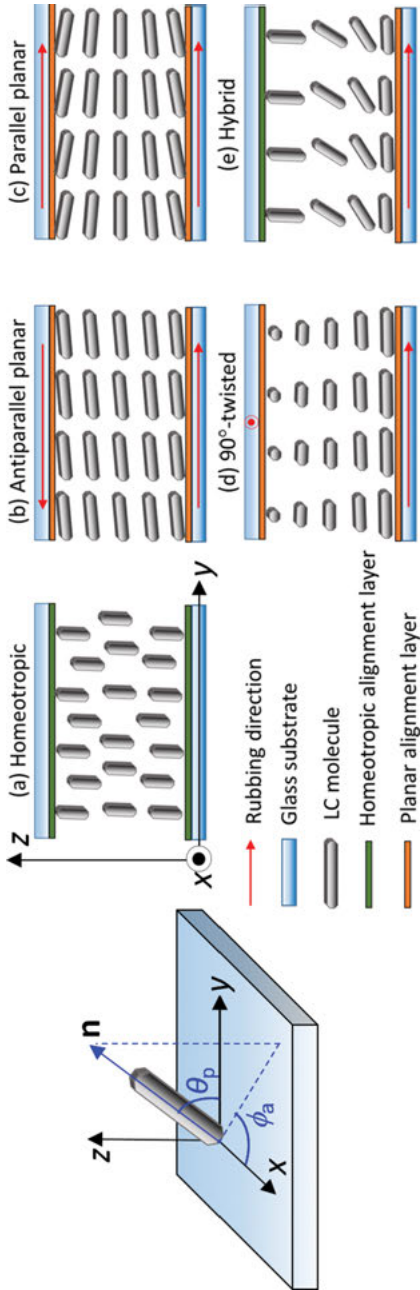 z
n
θp
y
ϕa
x
(a) Homeotropic
z
y
x
Rubbing direction
Glass substrate
LC molecule
Homeotropic alignment layer
Planar alignment layer
(b) Antiparallel planar
(c) Parallel planar
(d) 90°-twisted
(e) Hybrid